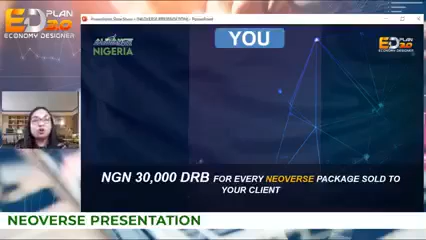 ED PLAN
2.0
ECONOMY DESIGNER
YOU
ALLIANCE
NIGERIA
ED PLAN
2.0
ECONOMY DESIGNER
NGN 30,000 DRB FOR EVERY NEOVERSE PACKAGE SOLD TO
YOUR CLIENT
NEOVERSE PRESENTATION